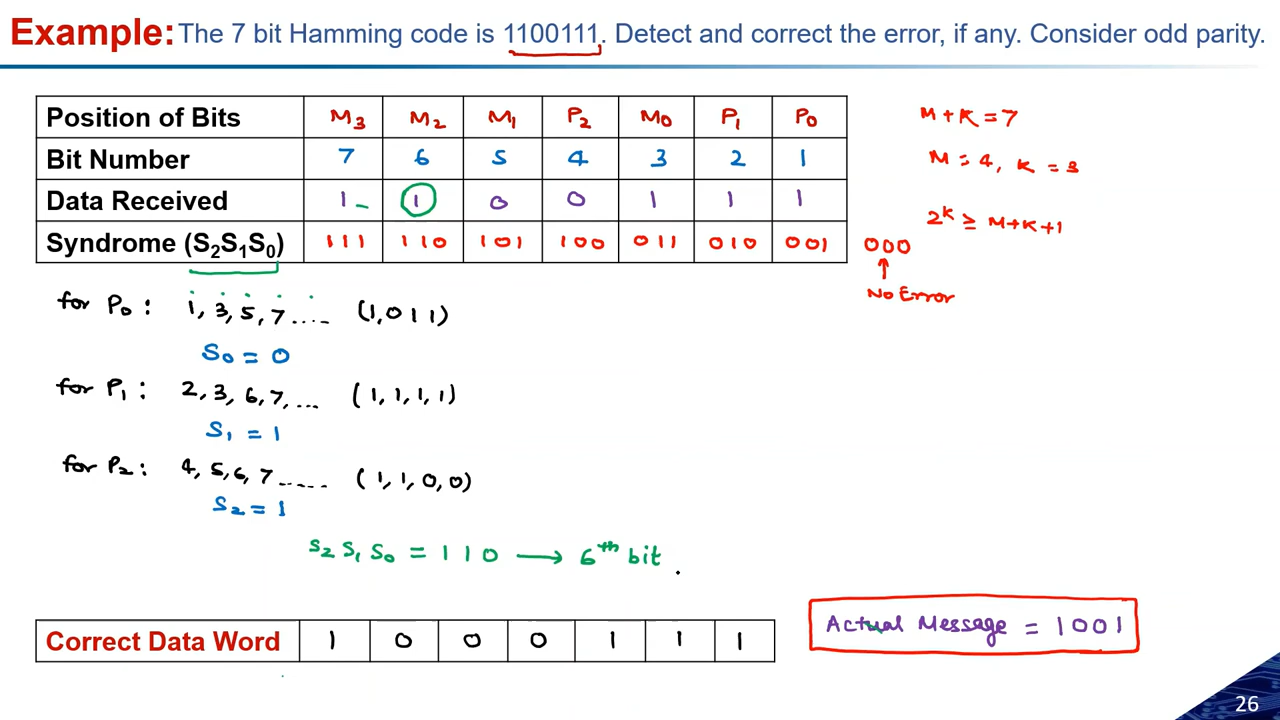 Example: The 7 bit Hamming code is 1100111. Detect and correct the error, if any. Consider odd parity.
Position of Bits M3 M2 M1 P2 M0 P1 P0
Bit Number 7 6 5 4 3 2 1
Data Received 1 1 0 0 1 1 1
Syndrome (S2S1S0) 111 110 101 100 011 010 001 000
No Error
M+K=7
M=4, K=3
2^K ≥ M+K+1
for P0: 1, 3, 5, 7..... (1,0 1 1)
S0 = 0
for P1: 2, 3, 6, 7, ... (1, 1, 1, 1)
S1 = 1
for P2: 4, 5, 6, 7...... (1, 1, 0, 0)
S2 = 1
S2 S1 S0 = 1 1 0 → 6th bit
Correct Data Word 1 0 0 0 1 1 1
Actual Message = 1001
26